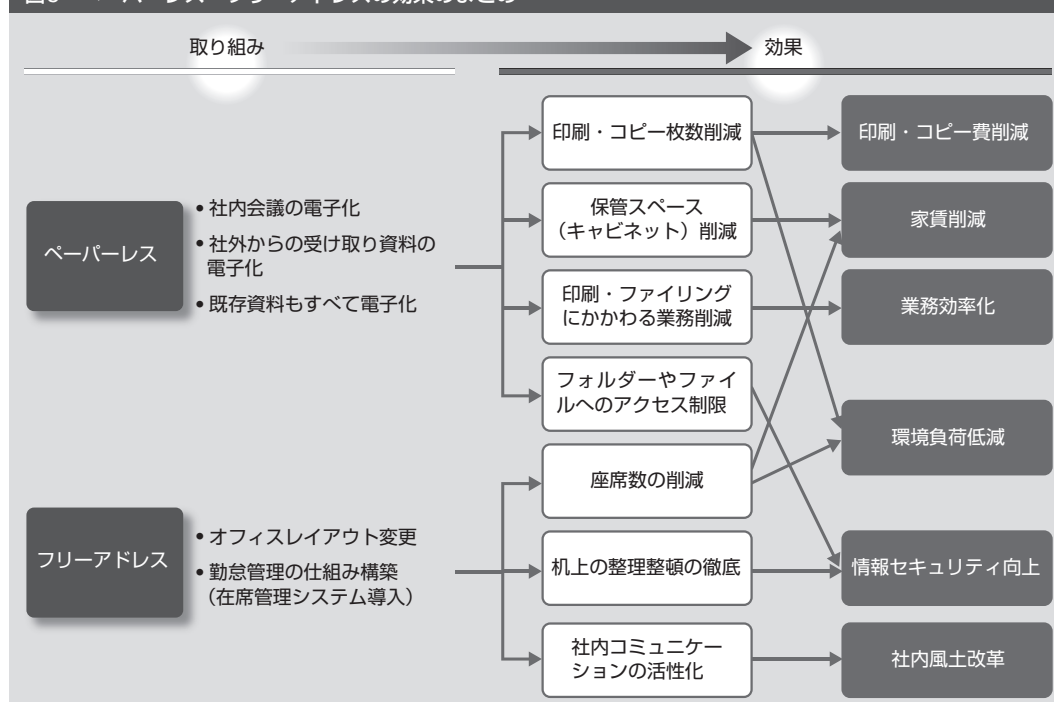 取り組み
効果
ペーパーレス
• 社内会議の電子化
• 社外からの受け取り資料の
電子化
• 既存資料もすべて電子化
印刷・コピー枚数削減
保管スペース
（キャビネット）削減
印刷・ファイリング
にかかわる業務削減
フォルダーやファイ
ルへのアクセス制限
フリーアドレス
• オフィスレイアウト変更
• 勤怠管理の仕組み構築
（在席管理システム導入）
座席数の削減
机上の整理整頓の徹底
社内コミュニケー
ションの活性化
印刷・コピー費削減
家賃削減
業務効率化
環境負荷低減
情報セキュリティ向上
社内風土改革